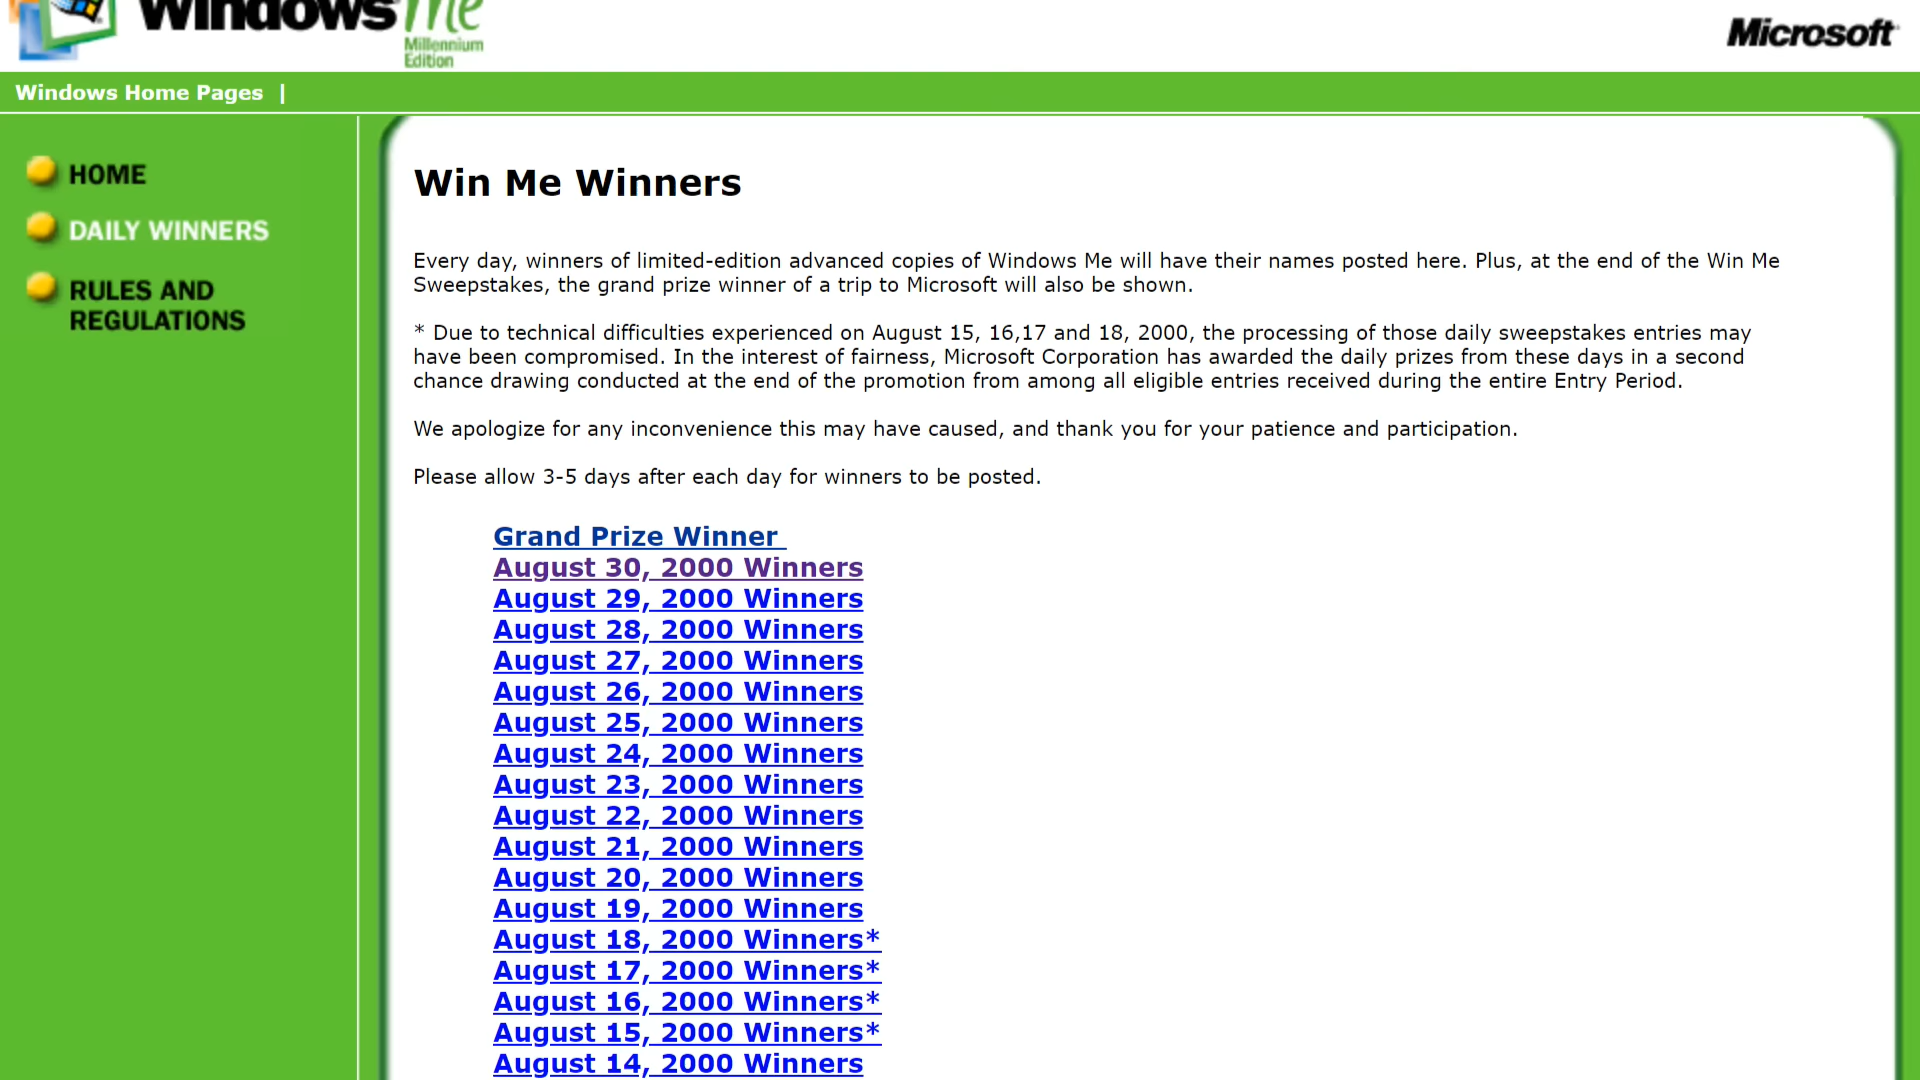 Windows Me
Millennium
Edition
Microsoft
Windows Home Pages |
HOME
DAILY WINNERS
RULES AND
REGULATIONS
Win Me Winners
Every day, winners of limited-edition advanced copies of Windows Me will have their names posted here. Plus, at the end of the Win Me
Sweepstakes, the grand prize winner of a trip to Microsoft will also be shown.
* Due to technical difficulties experienced on August 15, 16,17 and 18, 2000, the processing of those daily sweepstakes entries may
have been compromised. In the interest of fairness, Microsoft Corporation has awarded the daily prizes from these days in a second
chance drawing conducted at the end of the promotion from among all eligible entries received during the entire Entry Period.
We apologize for any inconvenience this may have caused, and thank you for your patience and participation.
Please allow 3-5 days after each day for winners to be posted.
Grand Prize Winner
August 30, 2000 Winners
August 29, 2000 Winners
August 28, 2000 Winners
August 27, 2000 Winners
August 26, 2000 Winners
August 25, 2000 Winners
August 24, 2000 Winners
August 23, 2000 Winners
August 22, 2000 Winners
August 21, 2000 Winners
August 20, 2000 Winners
August 19, 2000 Winners
August 18, 2000 Winners*
August 17, 2000 Winners*
August 16, 2000 Winners*
August 15, 2000 Winners*
August 14, 2000 Winners